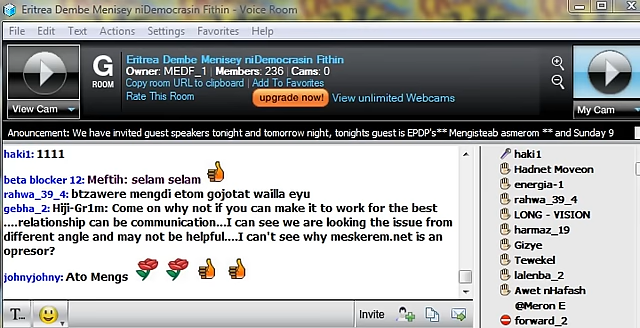 Eritrea Dembe Menisey niDemocrasin Fithin - Voice Room
File Edit Text Actions Settings Favorites Help
View Cam
G
ROOM
Eritrea Dembe Menisey niDemocrasin Fithin
Owner: MEDF_1 | Members: 236 | Cams: 0
Copy room URL to clipboard | Add To Favorites
Rate This Room
upgrade now! View unlimited Webcams
My Cam
Anouncement: We have invited guest speakers tonight and tomorrow night, tonights guest is EPDP's** Mengisteab asmerom ** and Sunday 9
haki1: 1111
beta blocker 12: Meftih: selam selam
rahwa_39_4: btzawere mengdi etom gojotat wailla eyu
gebha_2: Hiji-Gr1m: Come on why not if you can make it to work for the best
....relationship can be communication...I can see we are looking the issue from
different angle and may not be helpful....I can't see why meskerem.net is an
opresor?
johnyjohny: Ato Mengs
T...
Invite
haki1
Hadnet Moveon
energia-1
rahwa_39_4
LONG - VISION
harmaz_19
Gizye
Tewekel
lalenba_2
Awet nHafash
@Meron E
forward_2